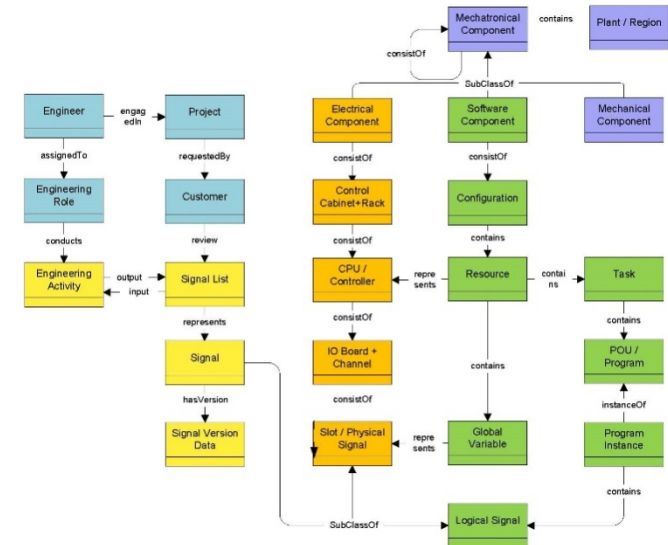 Mechatronical
Component
contains
Plant / Region
consistOf
SubClassOf
Engineer
engag
edIn
Project
Electrical
Component
Software
Component
Mechanical
Component
assignedTo
requestedBy
consistOf
consistOf
Engineering
Role
Customer
Control
Cabinet+Rack
Configuration
conducts
review
consistOf
contains
Engineering
Activity
output
input
Signal List
CPU /
Controller
repre
sents
Resource
contai
ns
Task
represents
consistOf
contains
Signal
IO Board +
Channel
contains
POU /
Program
hasVersion
consistOf
instanceOf
Signal Version
Data
Slot / Physical
Signal
repre
sents
Global
Variable
Program
Instance
contains
SubClassOf
Logical Signal